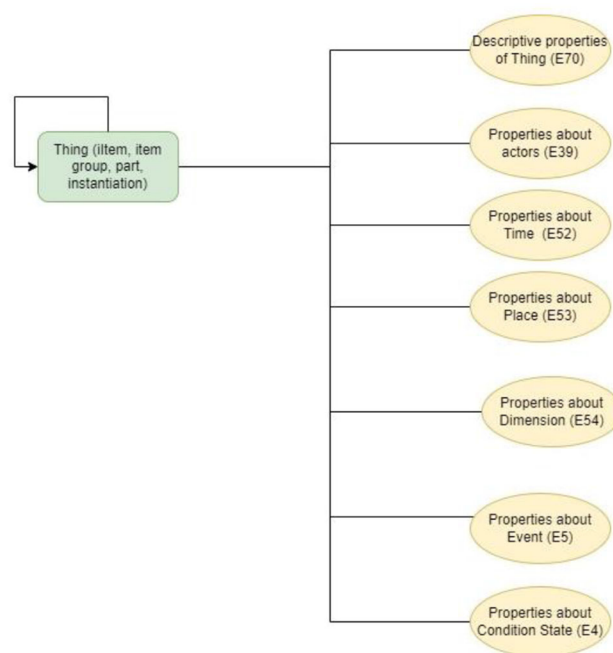 Descriptive properties
of Thing (E70)
Thing (iItem, item
group, part,
instantiation)
Properties about
actors (E39)
Properties about
Time (E52)
Properties about
Place (E53)
Properties about
Dimension (E54)
Properties about
Event (E5)
Properties about
Condition State (E4)